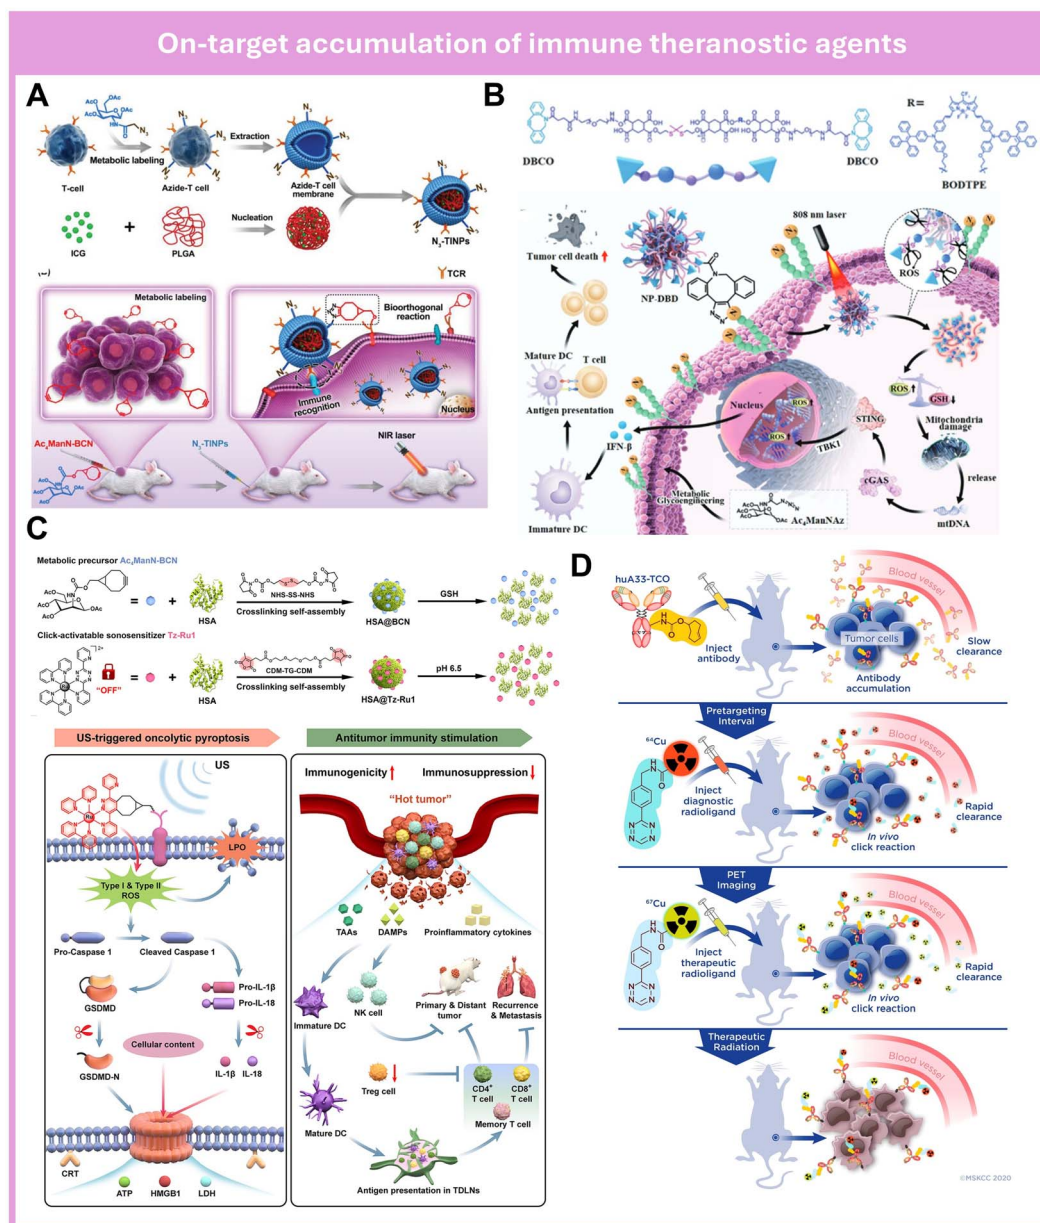 On-target accumulation of immune theranostic agents
A
T-cell
Metabolic labeling
Azide-T cell
Extraction
Azide-T cell
membrane
ICG
+
PLGA
Nucleation
N₃-TINPs
TCR
Metabolic labeling
Bioorthogonal
reaction
Immune
recognition
Nucleus
Ac₄ManN-BCN
N₃-TINPs
NIR laser
B
DBCO
DBCO
R=
BODTPE
Tumor cell death
NP-DBD
808 nm laser
ROS
Mature DC
T cell
Antigen presentation
IFN-β
Immature DC
Nucleus
ROS
ROS
TBK1
STING
cGAS
ROS
GSH
Mitochondria
damage
release
mtDNA
Metabolic
Glycoengineering
Ac₄ManNAz
C
Metabolic precursor Ac₄ManN-BCN
=
+
HSA
NHS-SS-NHS
Crosslinking self-assembly
HSA@BCN
GSH
Click-activatable sonosensitizer Tz-Ru1
2+
"OFF"
=
+
HSA
CDM-TG-CDM
Crosslinking self-assembly
HSA@Tz-Ru1
pH 6.5
US-triggered oncolytic pyroptosis
US
LPO
Type I & Type II
ROS
Pro-Caspase 1
Cleaved Caspase 1
GSDMD
Pro-IL-1β
Pro-IL-18
Cellular content
GSDMD-N
IL-1β
IL-18
CRT
ATP
HMGB1
LDH
Antitumor immunity stimulation
Immunogenicity
Immunosuppression
"Hot tumor"
TAAs
DAMPs
Proinflammatory cytokines
Immature DC
NK cell
Primary & Distant
tumor
Recurrence
& Metastasis
Treg cell
CD4⁺
T cell
CD8⁺
T cell
Memory T cell
Mature DC
Antigen presentation in TDLNs
D
huA33-TCO
Inject
antibody
Tumor cells
Blood vessel
Slow
clearance
Antibody
accumulation
Pretargeting
Interval
⁶⁴Cu
Inject
diagnostic
radioligand
Blood vessel
Rapid
clearance
In vivo
click reaction
PET
Imaging
⁶⁷Cu
Inject
therapeutic
radioligand
Blood vessel
Rapid
clearance
In vivo
click reaction
Therapeutic
Radiation
Blood vessel
©MSKCC 2020